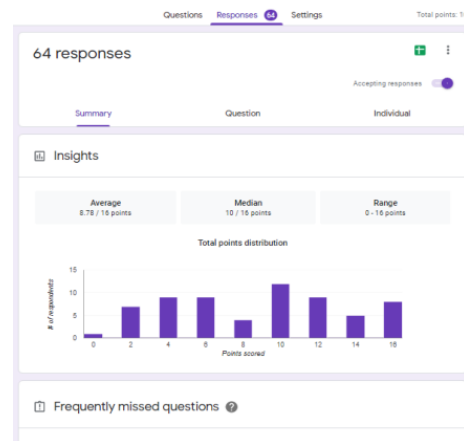 Questions Responses 64 Settings Total points: 1
64 responses
Accepting responses
Summary Question Individual
Insights
Average Median Range
8.78 / 16 points 10 / 16 points 0 - 16 points
Total points distribution
# of respondents
15
10
5
0
0 2 4 6 8 10 12 14 16
Points scored
Frequently missed questions